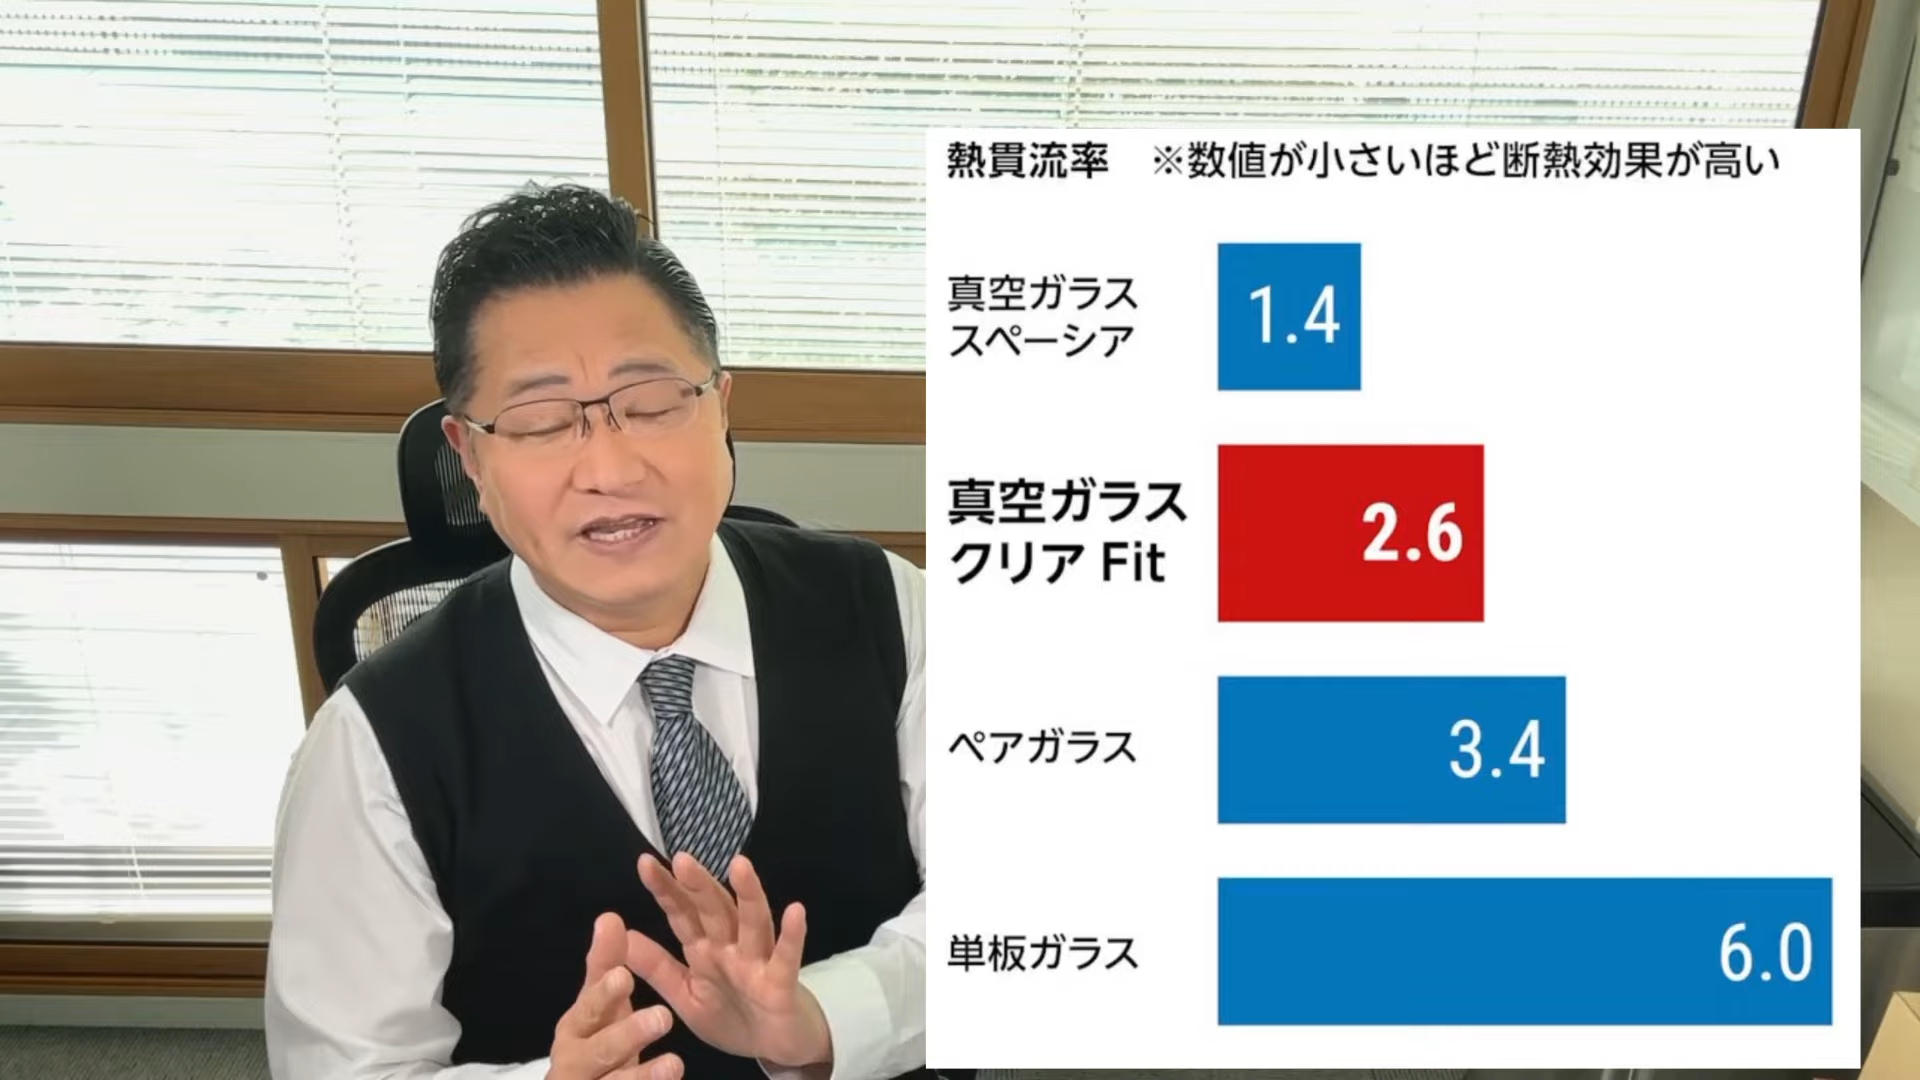 熱貫流率　※数値が小さいほど断熱効果が高い
真空ガラス
スペーシア
1.4
真空ガラス
クリア Fit
2.6
ペアガラス
3.4
単板ガラス
6.0